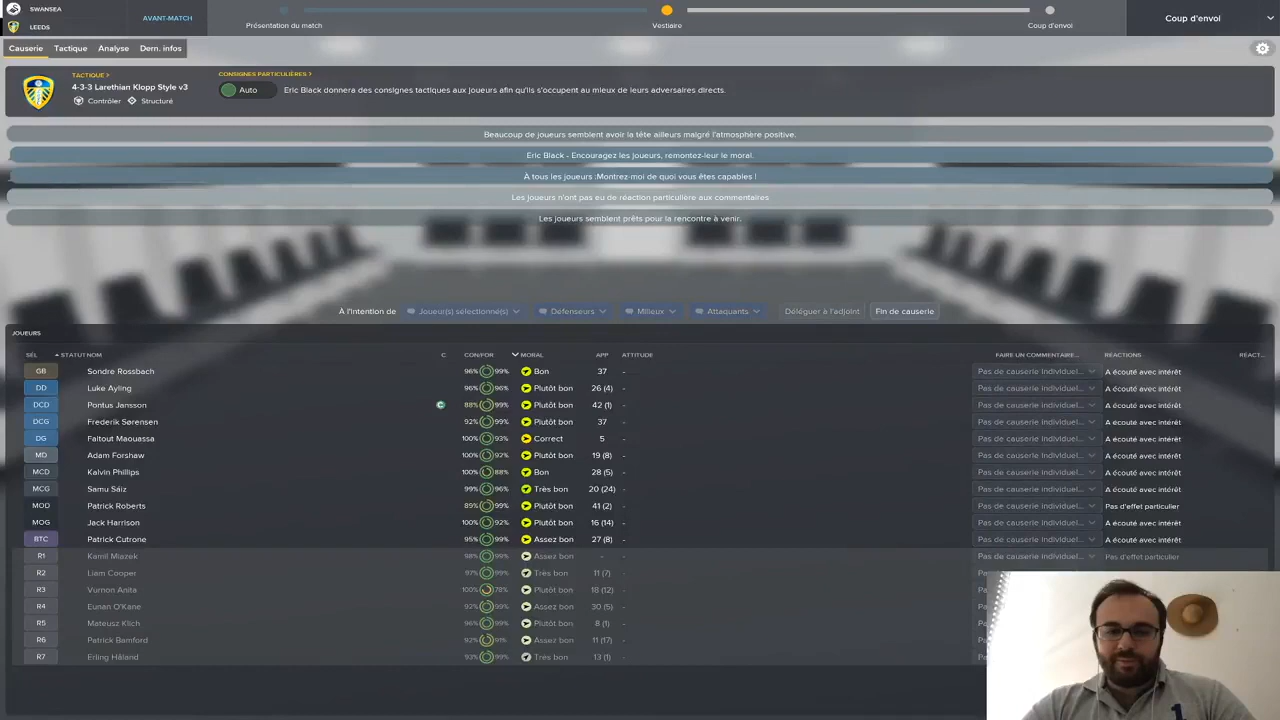 SWANSEA
LEEDS
AVANT-MATCH
Présentation du match
Vestiaire
Coup d'envoi
Coup d'envoi
Causerie Tactique Analyse Dern. infos
TACTIQUE >
4-3-3 Larethian Klopp Style v3
Contrôler Structuré
CONSIGNES PARTICULIÈRES >
Auto Eric Black donnera des consignes tactiques aux joueurs afin qu'ils s'occupent au mieux de leurs adversaires directs.
Beaucoup de joueurs semblent avoir la tête ailleurs malgré l'atmosphère positive.
Eric Black - Encouragez les joueurs, remontez-leur le moral.
À tous les joueurs :Montrez-moi de quoi vous êtes capables !
Les joueurs n'ont pas eu de réaction particulière aux commentaires
Les joueurs semblent prêts pour la rencontre à venir.
À l'intention de Joueur(s) sélectionné(s) Défenseurs Milieux Attaquants Déléguer à l'adjoint Fin de causerie
JOUEURS
SÉL STATUT NOM C CON/FOR MORAL APP ATTITUDE FAIRE UN COMMENTAIRE... RÉACTIONS RÉACT...
GB Sondre Rossbach 96% 99% Bon 37 - Pas de causerie individuel... A écouté avec intérêt
DD Luke Ayling 96% 96% Plutôt bon 26 (4) - Pas de causerie individuel... A écouté avec intérêt
DCD Pontus Jansson C 88% 99% Plutôt bon 42 (1) - Pas de causerie individuel... A écouté avec intérêt
DCG Frederik Sørensen 92% 99% Plutôt bon 37 - Pas de causerie individuel... A écouté avec intérêt
DG Faitout Maouassa 100% 93% Correct 5 - Pas de causerie individuel... A écouté avec intérêt
MD Adam Forshaw 100% 92% Plutôt bon 19 (8) - Pas de causerie individuel... A écouté avec intérêt
MCD Kalvin Phillips 100% 88% Bon 28 (5) - Pas de causerie individuel... A écouté avec intérêt
MCG Samu Sáiz 99% 96% Très bon 20 (24) - Pas de causerie individuel... A écouté avec intérêt
MOD Patrick Roberts 89% 99% Plutôt bon 41 (2) - Pas de causerie individuel... Pas d'effet particulier
MOG Jack Harrison 100% 92% Plutôt bon 16 (14) - Pas de causerie individuel... A écouté avec intérêt
BTC Patrick Cutrone 95% 99% Assez bon 27 (8) - Pas de causerie individuel... A écouté avec intérêt
R1 Kamil Miazek 98% 99% Assez bon - - Pas de causerie individuel... Pas d'effet particulier
R2 Liam Cooper 97% 99% Très bon 11 (7) - Pas
R3 Vurnon Anita 100% 78% Plutôt bon 18 (12) - Pas
R4 Eunan O'Kane 92% 99% Assez bon 30 (5) - Pas
R5 Mateusz Klich 96% 99% Plutôt bon 8 (1) - Pas
R6 Patrick Bamford 92% 91% Assez bon 11 (17) - Pas
R7 Erling Håland 93% 99% Très bon 13 (1) - Pas